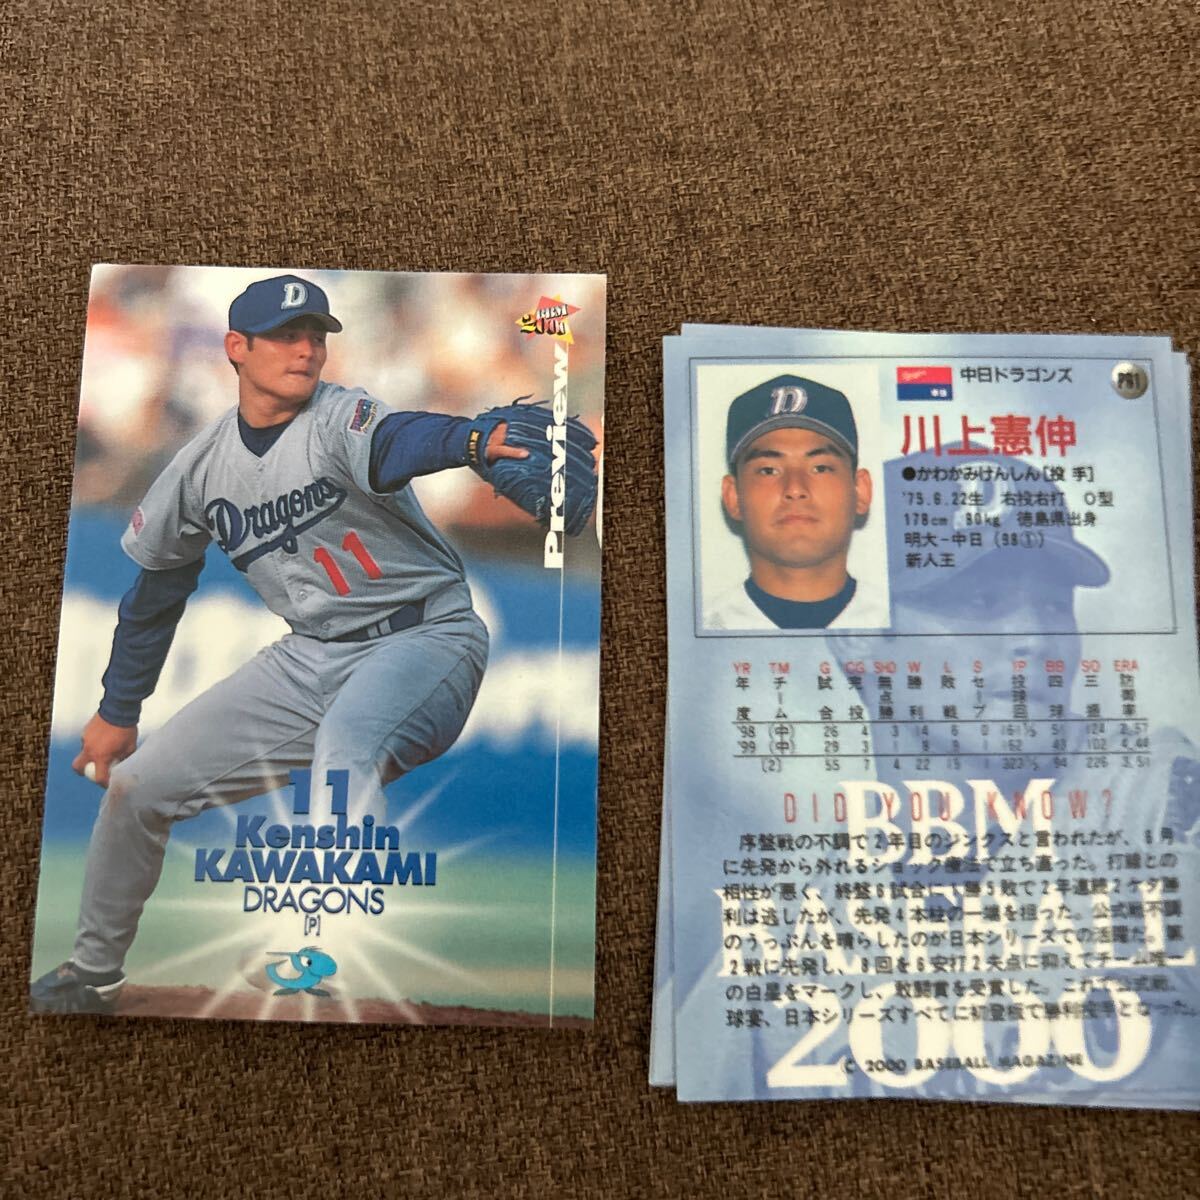 D
BBM
2000
Preview
Dragons
11
11
Kenshin
KAWAKAMI
DRAGONS
[P]
D
中日ドラゴンズ
P81
川上憲伸
●かわかみけんしん[投 手]
'75.6.22生 右投右打 O型
178cm 90kg 徳島県出身
明大-中日 (98①)
新人王
YR TM G CG SHO W L S IP BB SO ERA
年度 チーム 試合 完投 無点勝 勝利 敗戦 セーブ 投球回 四球 三振 防御率
'98 (中) 26 4 3 14 6 0 161⅓ 51 124 2.57
'99 (中) 29 3 1 8 9 1 162 43 102 4.44
(2) 55 7 4 22 15 1 323⅓ 94 226 3.51
DID YOU KNOW?
序盤戦の不調で2年目のジンクスと言われたが、6月
に先発から外れるショック療法で立ち直った。打線との
相性が悪く、終盤6試合に1勝5敗で2年連続2ケタ勝
利は逃したが、先発4本柱の一端を担った。公式戦不調
のうっぷんを晴らしたのが日本シリーズでの活躍だ。第
2戦に先発し、8回を6安打2失点に抑えてチーム唯一
の白星をマークし、敢闘賞を受賞した。これで公式戦、
球宴、日本シリーズすべてに初登板で勝利投手となった。
BBM
BASEBALL
2000
© 2000 BASEBALL MAGAZINE